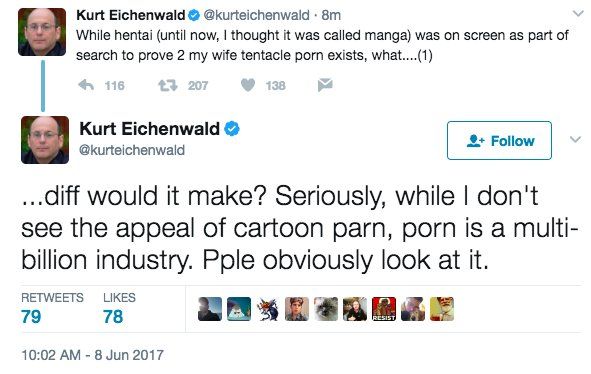 Kurt Eichenwald @kurteichenwald · 8m
While hentai (until now, I thought it was called manga) was on screen as part of
search to prove 2 my wife tentacle porn exists, what....(1)
116 207 138
Kurt Eichenwald
@kurteichenwald
Follow
...diff would it make? Seriously, while I don't
see the appeal of cartoon parn, porn is a multi-
billion industry. Pple obviously look at it.
RETWEETS LIKES
79 78
RESIST
10:02 AM - 8 Jun 2017